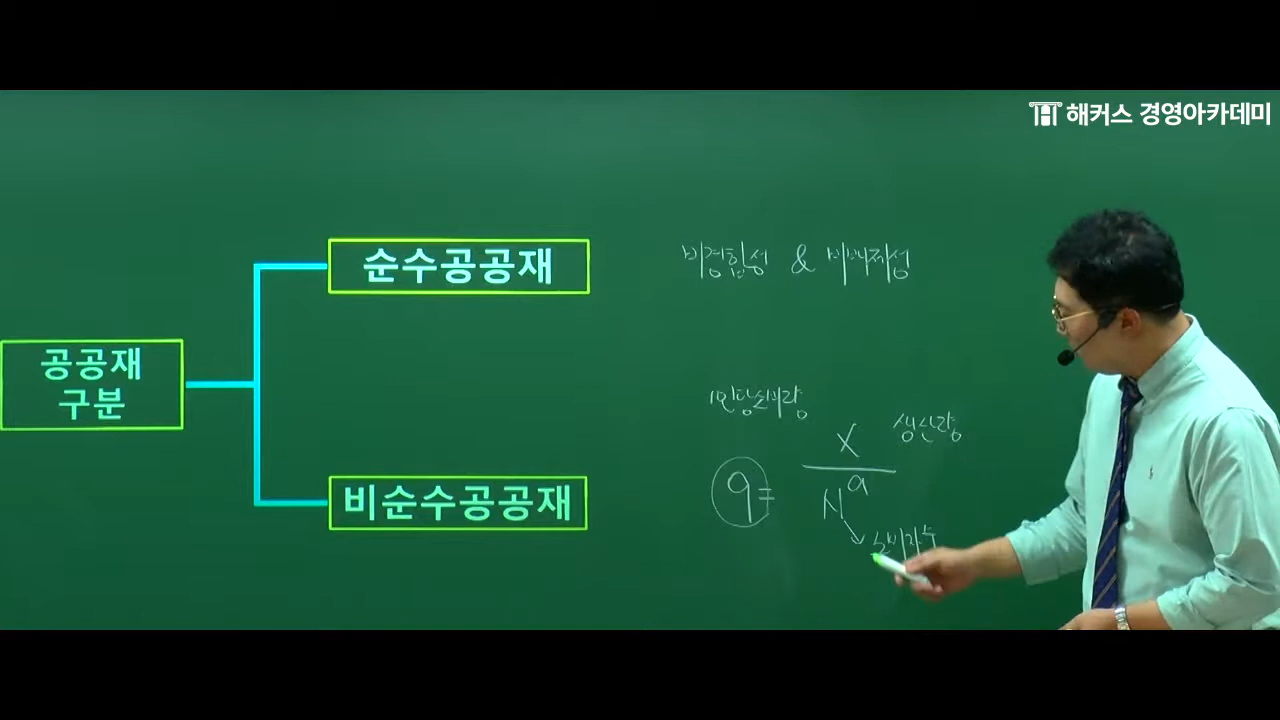 해커스 경영아카데미
순수공공재
비경합성 & 비배제성
공공재
구분
1인당소비량
X 생산량
q =
N^a
비순수공공재
소비자수